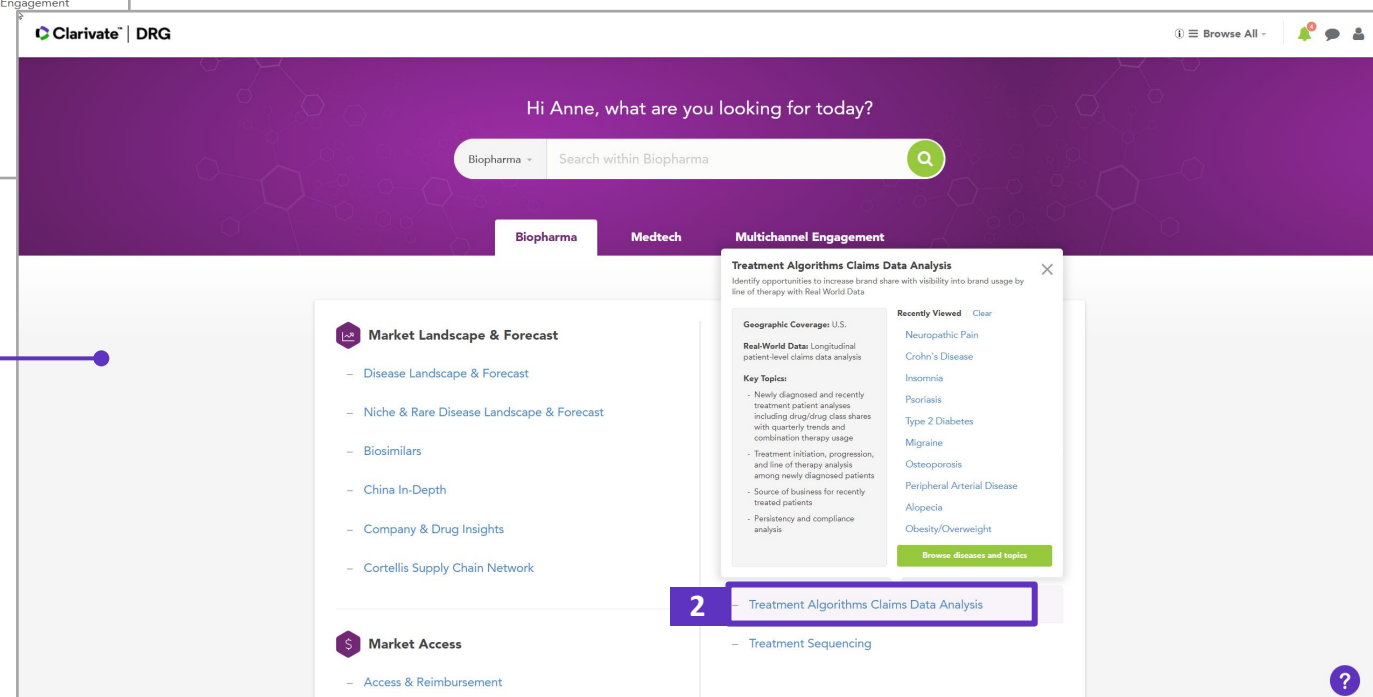 Engagement
Clarivate™ | DRG
Browse All
4
Hi Anne, what are you looking for today?
Biopharma
Search within Biopharma
Biopharma
Medtech
Multichannel Engagement
Market Landscape & Forecast
– Disease Landscape & Forecast
– Niche & Rare Disease Landscape & Forecast
– Biosimilars
– China In-Depth
– Company & Drug Insights
– Cortellis Supply Chain Network
$ Market Access
– Access & Reimbursement
Treatment Algorithms Claims Data Analysis
Identify opportunities to increase brand share with visibility into brand usage by
line of therapy with Real World Data
Geographic Coverage: U.S.
Real-World Data: Longitudinal
patient-level claims data analysis
Key Topics:
- Newly diagnosed and recently
treatment patient analyses
including drug/drug class shares
with quarterly trends and
combination therapy usage
- Treatment initiation, progression,
and line of therapy analysis
among newly diagnosed patients
- Source of business for recently
treated patients
- Persistency and compliance
analysis
Recently Viewed | Clear
Neuropathic Pain
Crohn's Disease
Insomnia
Psoriasis
Type 2 Diabetes
Migraine
Osteoporosis
Peripheral Arterial Disease
Alopecia
Obesity/Overweight
Browse diseases and topics
2
– Treatment Algorithms Claims Data Analysis
– Treatment Sequencing
?